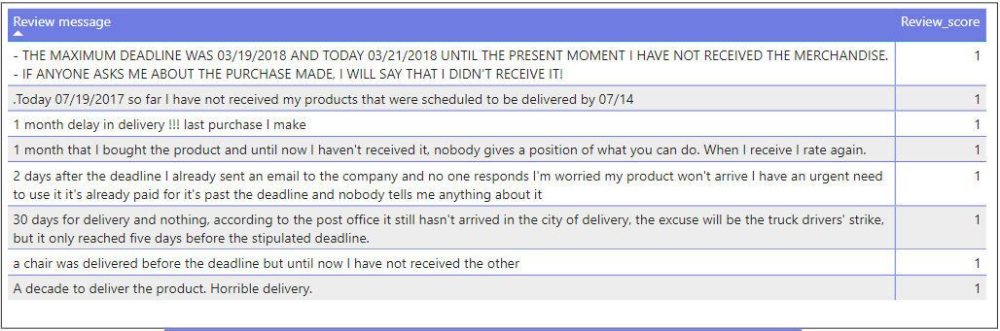 Review message Review_score
- THE MAXIMUM DEADLINE WAS 03/19/2018 AND TODAY 03/21/2018 UNTIL THE PRESENT MOMENT I HAVE NOT RECEIVED THE MERCHANDISE. 1
- IF ANYONE ASKS ME ABOUT THE PURCHASE MADE, I WILL SAY THAT I DIDN'T RECEIVE IT!
.Today 07/19/2017 so far I have not received my products that were scheduled to be delivered by 07/14 1
1 month delay in delivery !!! last purchase I make 1
1 month that I bought the product and until now I haven't received it, nobody gives a position of what you can do. When I receive I rate again. 1
2 days after the deadline I already sent an email to the company and no one responds I'm worried my product won't arrive I have an urgent need 1
to use it it's already paid for it's past the deadline and nobody tells me anything about it
30 days for delivery and nothing, according to the post office it still hasn't arrived in the city of delivery, the excuse will be the truck drivers' strike, 1
but it only reached five days before the stipulated deadline.
a chair was delivered before the deadline but until now I have not received the other 1
A decade to deliver the product. Horrible delivery. 1